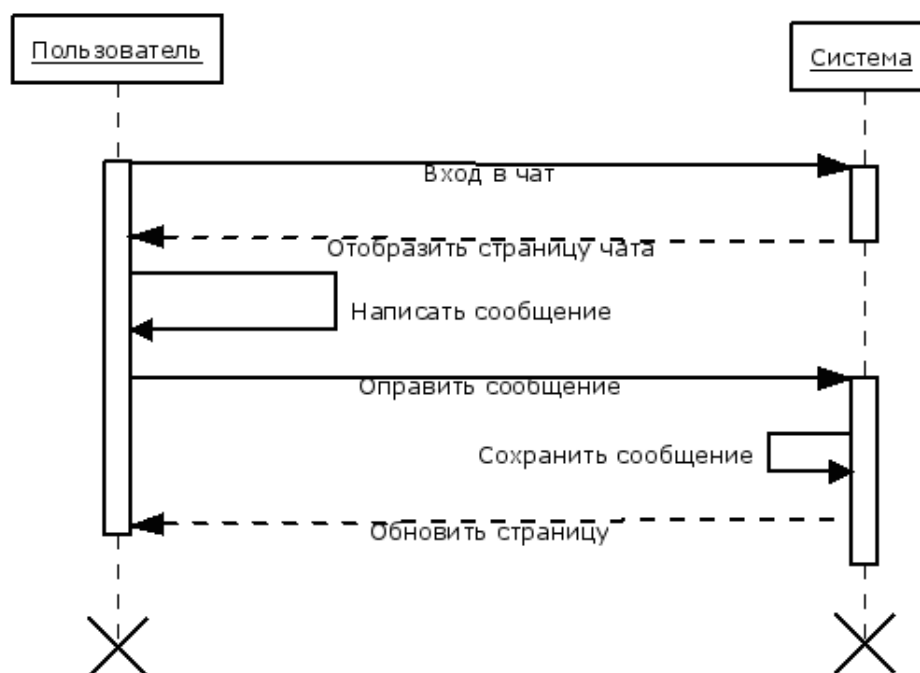 Пользователь
Система
Вход в чат
Отобразить страницу чата
Написать сообщение
Оправить сообщение
Сохранить сообщение
Обновить страницу